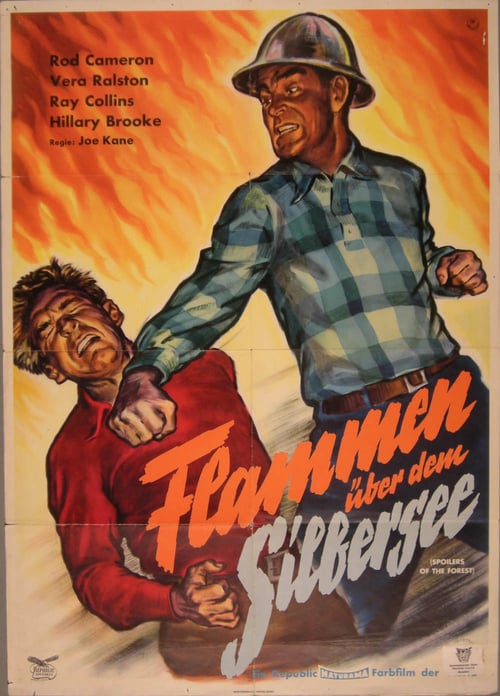 Rod Cameron
Vera Ralston
Ray Collins
Hillary Brooke
Regie: Joe Kane
Flammen
über dem
Silbersee
(SPOILERS
OF THE FOREST)
Ein Republic NATURAMA Farbfilm der